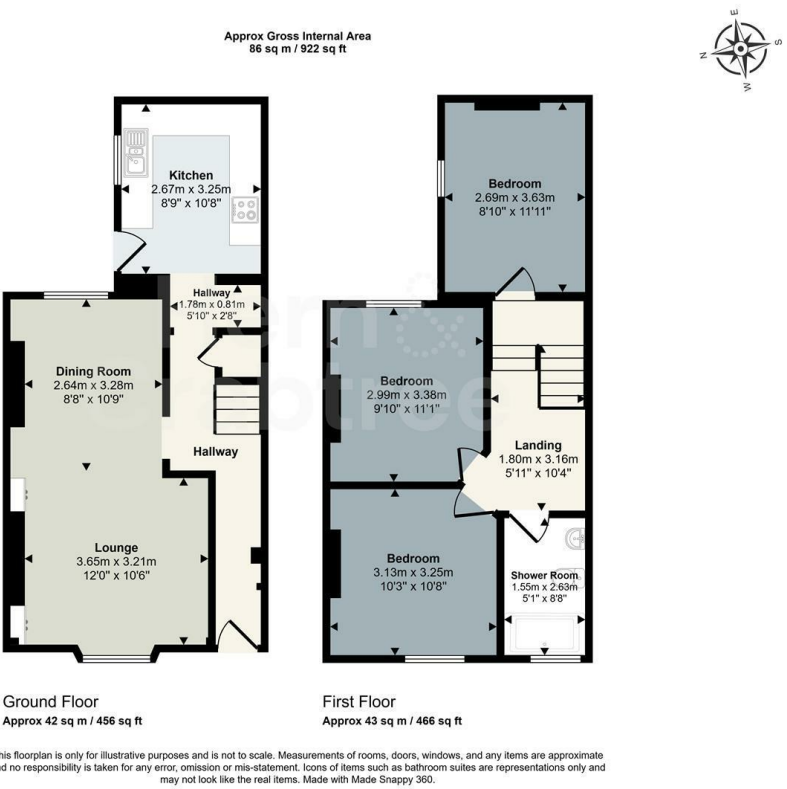 Approx Gross Internal Area
86 sq m / 922 sq ft
E
N
S
W
Kitchen
2.67m x 3.25m
8'9" x 10'8"
Bedroom
2.69m x 3.63m
8'10" x 11'11"
Hallway
1.78m x 0.81m
5'10" x 2'8"
Hern & Crabtree
Dining Room
2.64m x 3.28m
8'8" x 10'9"
Bedroom
2.99m x 3.38m
9'10" x 11'1"
Hallway
Landing
1.80m x 3.16m
5'11" x 10'4"
Lounge
3.65m x 3.21m
12'0" x 10'6"
Bedroom
3.13m x 3.25m
10'3" x 10'8"
Shower Room
1.55m x 2.63m
5'1" x 8'8"
Ground Floor
Approx 42 sq m / 456 sq ft
First Floor
Approx 43 sq m / 466 sq ft
his floorplan is only for illustrative purposes and is not to scale. Measurements of rooms, doors, windows, and any items are approximate
nd no responsibility is taken for any error, omission or mis-statement. Icons of items such as bathroom suites are representations only and
may not look like the real items. Made with Made Snappy 360.